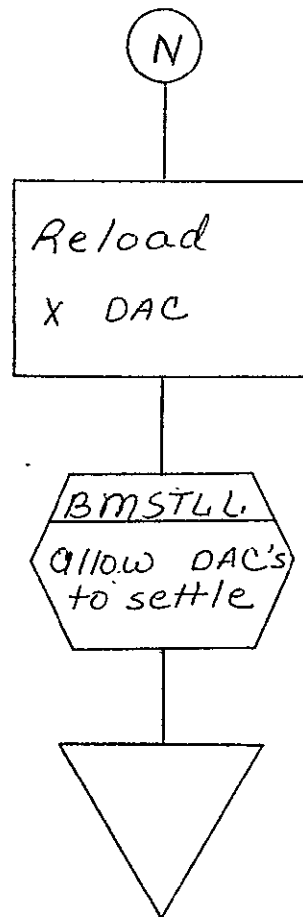 N
Reload
X DAC
BMSTLL.
allow DAC's
to settle